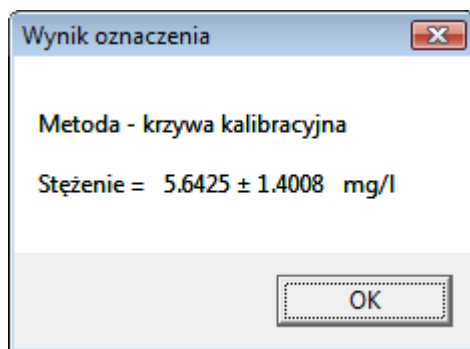 Wynik oznaczenia
Metoda - krzywa kalibracyjna
Stężenie = 5.6425 ± 1.4008 mg/l
OK